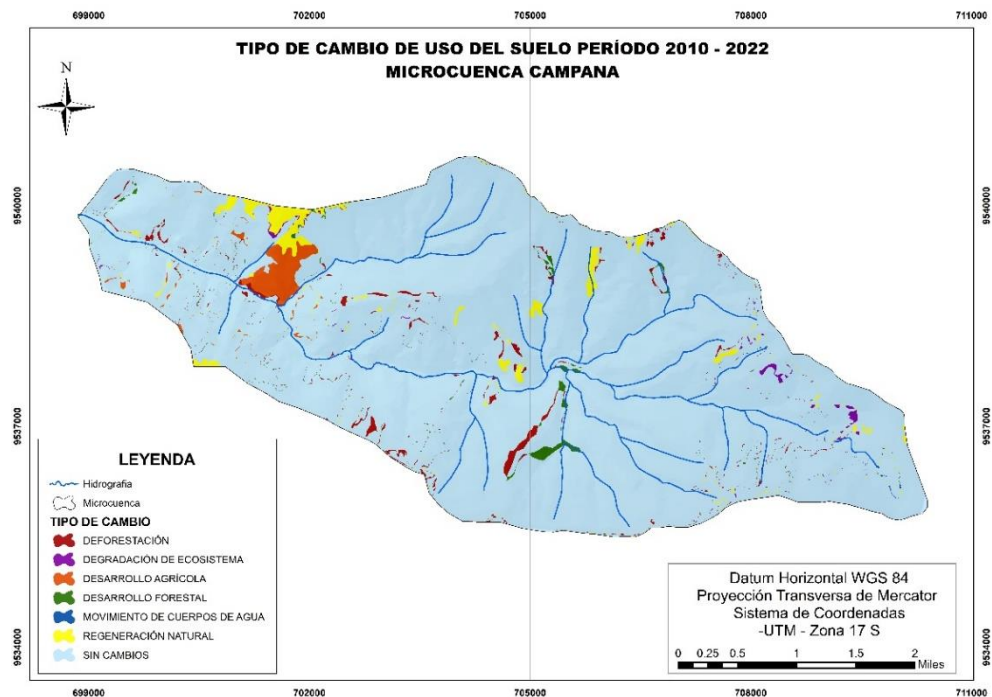 699000 702000 705000 708000 711000
TIPO DE CAMBIO DE USO DEL SUELO PERÍODO 2010 - 2022
MICROCUENCA CAMPANA
N
9540000 9540000
9537000 9537000
LEYENDA
Hidrografia
Microcuenca
TIPO DE CAMBIO
DEFORESTACIÓN
DEGRADACIÓN DE ECOSISTEMA
DESARROLLO AGRÍCOLA
DESARROLLO FORESTAL
MOVIMIENTO DE CUERPOS DE AGUA
REGENERACIÓN NATURAL
SIN CAMBIOS
Datum Horizontal WGS 84
Proyección Transversa de Mercator
Sistema de Coordenadas
-UTM - Zona 17 S
0 0.25 0.5 1 1.5 2
Miles
9534000 9534000
699000 702000 705000 708000 711000